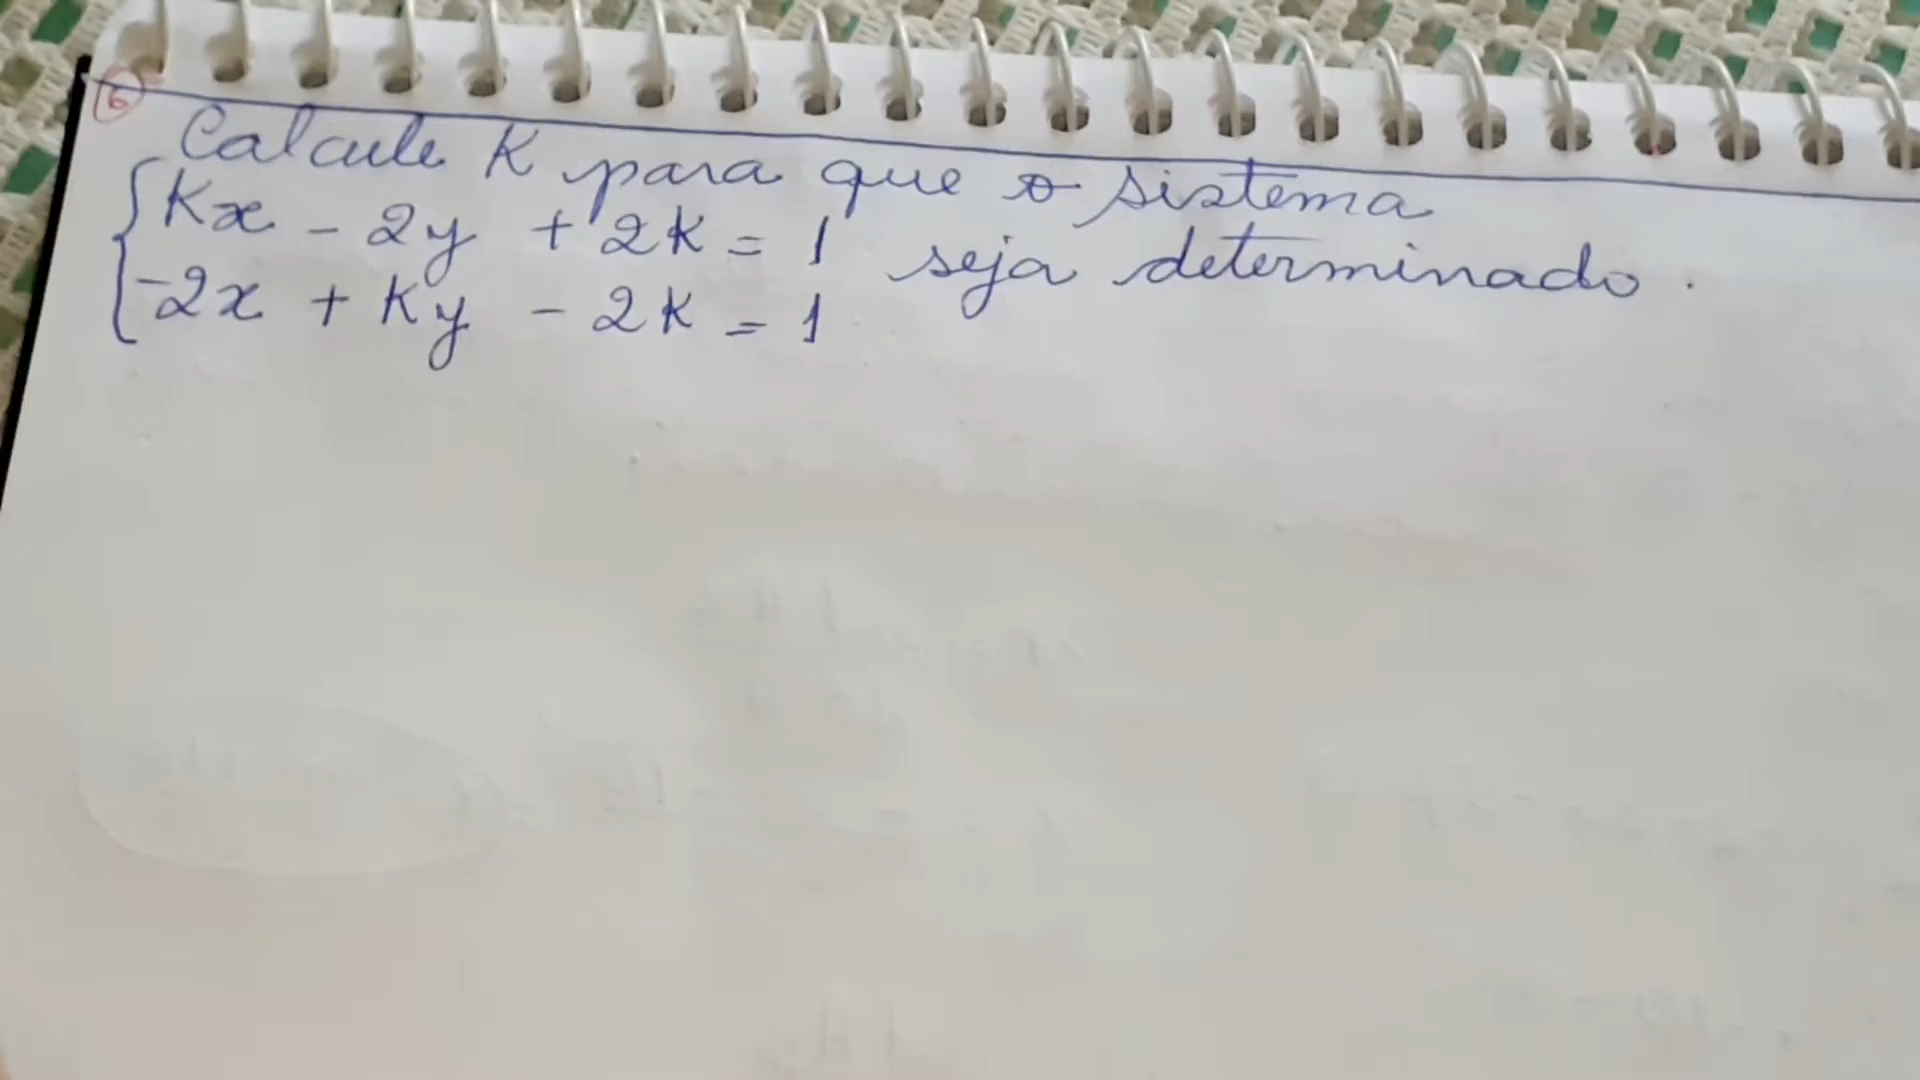 6
Calcule K para que o sistema
Kx - 2y + 2K = 1 seja determinado.
-2x + Ky - 2K = 1